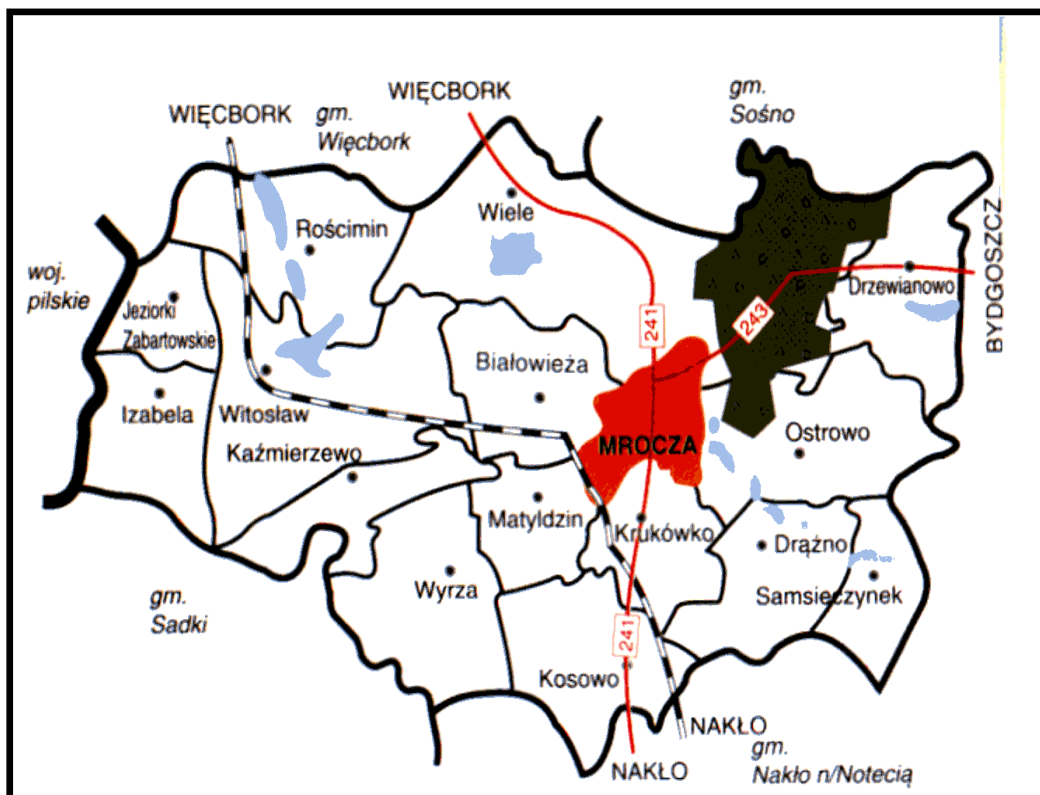 WIĘCBORK
WIĘCBORK
gm.
Więcbork
gm.
Sośno
Wiele
Rościmin
BYDGOSZCZ
woj.
pilskie
Jeziorki
Zabartowskie
Drzewianowo
241
243
Białowieża
Izabela
Witosław
Ostrowo
MROCZA
Kaźmierzewo
Matyldzin
Krukówko
Drążno
Wyrza
Samsieczynek
gm.
Sadki
241
Kosowo
NAKŁO
NAKŁO
gm.
Nakło n/Notecią